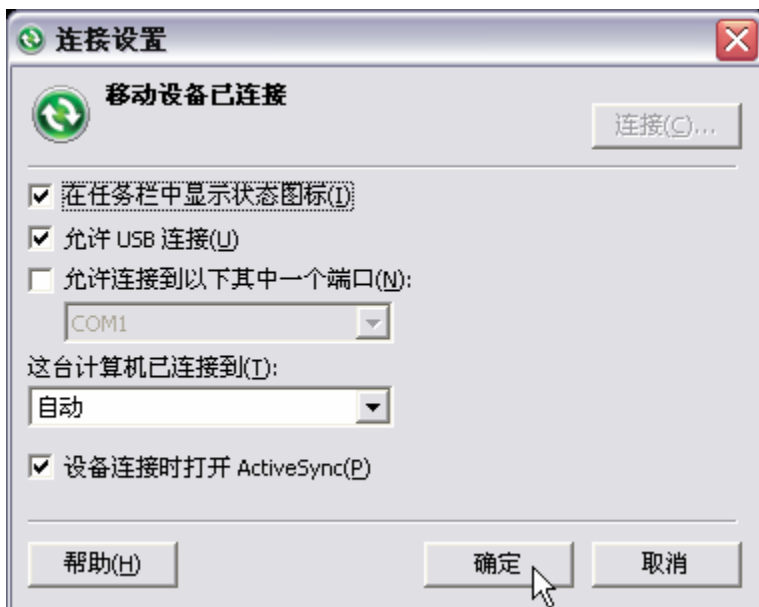 连接设置
移动设备已连接
连接(C)...
在任务栏中显示状态图标(I)
允许 USB 连接(U)
允许连接到以下其中一个端口(N):
COM1
这台计算机已连接到(T):
自动
设备连接时打开 ActiveSync(P)
帮助(H) 确定 取消